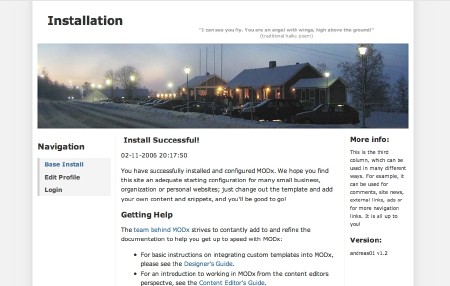 Installation
"I can see you fly. You are an angel with wings, high above the ground!"
(traditional haiku poem)
Navigation
Base Install
Edit Profile
Login
Install Successful!
02-11-2006 20:17:50
You have successfully installed and configured MODx. We hope you find
this site an adequate starting configuration for many small business,
organization or personal websites; just change out the template and
add your own content and snippets, and you'll be good to go!
Getting Help
The team behind MODx strives to contantly add to and refine the
documentation to help you get up to speed with MODx:
• For basic instructions on integrating custom templates into MODx,
please see the Designer's Guide.
• For an introduction to working in MODx from the content editors
perspectve, see the Content Editor's Guide.
More info:
This is the third
column, which can be
used in many different
ways. For example, it
can be used for
comments, site news,
external links, ads or
for more navigation
links. It is all up to
you!
Version:
andreas01 v1.2